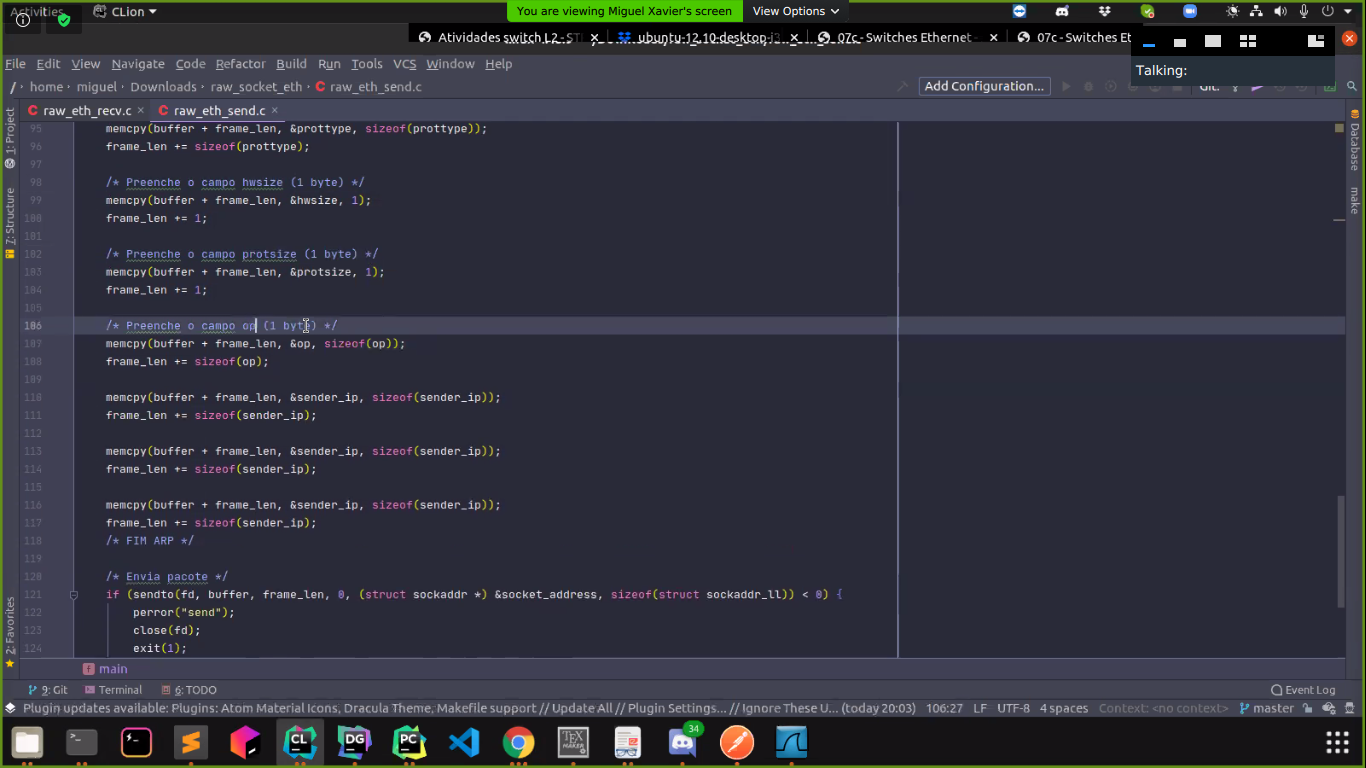 Activities
CLion
You are viewing Miguel Xavier's screen
View Options
Atividades switch L2 - ST
ubuntu-12.10-desktop-i3
07c - Switches Ethernet -
07c - Switches Et
Talking:
File Edit View Navigate Code Refactor Build Run Tools VCS Window Help
/ home miguel Downloads raw_socket_eth raw_eth_send.c
Add Configuration...
Git:
raw_eth_recv.c
raw_eth_send.c
1: Project
7: Structure
2: Favorites
Database
make
95 memcpy(buffer + frame_len, &prottype, sizeof(prottype));
96 frame_len += sizeof(prottype);
97
98 /* Preenche o campo hwsize (1 byte) */
99 memcpy(buffer + frame_len, &hwsize, 1);
100 frame_len += 1;
101
102 /* Preenche o campo protsize (1 byte) */
103 memcpy(buffer + frame_len, &protsize, 1);
104 frame_len += 1;
105
106 /* Preenche o campo op (1 byte) */
107 memcpy(buffer + frame_len, &op, sizeof(op));
108 frame_len += sizeof(op);
109
110 memcpy(buffer + frame_len, &sender_ip, sizeof(sender_ip));
111 frame_len += sizeof(sender_ip);
112
113 memcpy(buffer + frame_len, &sender_ip, sizeof(sender_ip));
114 frame_len += sizeof(sender_ip);
115
116 memcpy(buffer + frame_len, &sender_ip, sizeof(sender_ip));
117 frame_len += sizeof(sender_ip);
118 /* FIM ARP */
119
120 /* Envia pacote */
121 if (sendto(fd, buffer, frame_len, 0, (struct sockaddr *) &socket_address, sizeof(struct sockaddr_ll)) < 0) {
122 perror("send");
123 close(fd);
124 exit(1);
main
9: Git
Terminal
6: TODO
Event Log
Plugin updates available: Plugins: Atom Material Icons, Dracula Theme, Makefile support // Update All // Plugin Settings... // Ignore These U... (today 20:03)
106:27 LF UTF-8 4 spaces Context: <no context> master
CL
DG
PC
TEX
MAKER
34